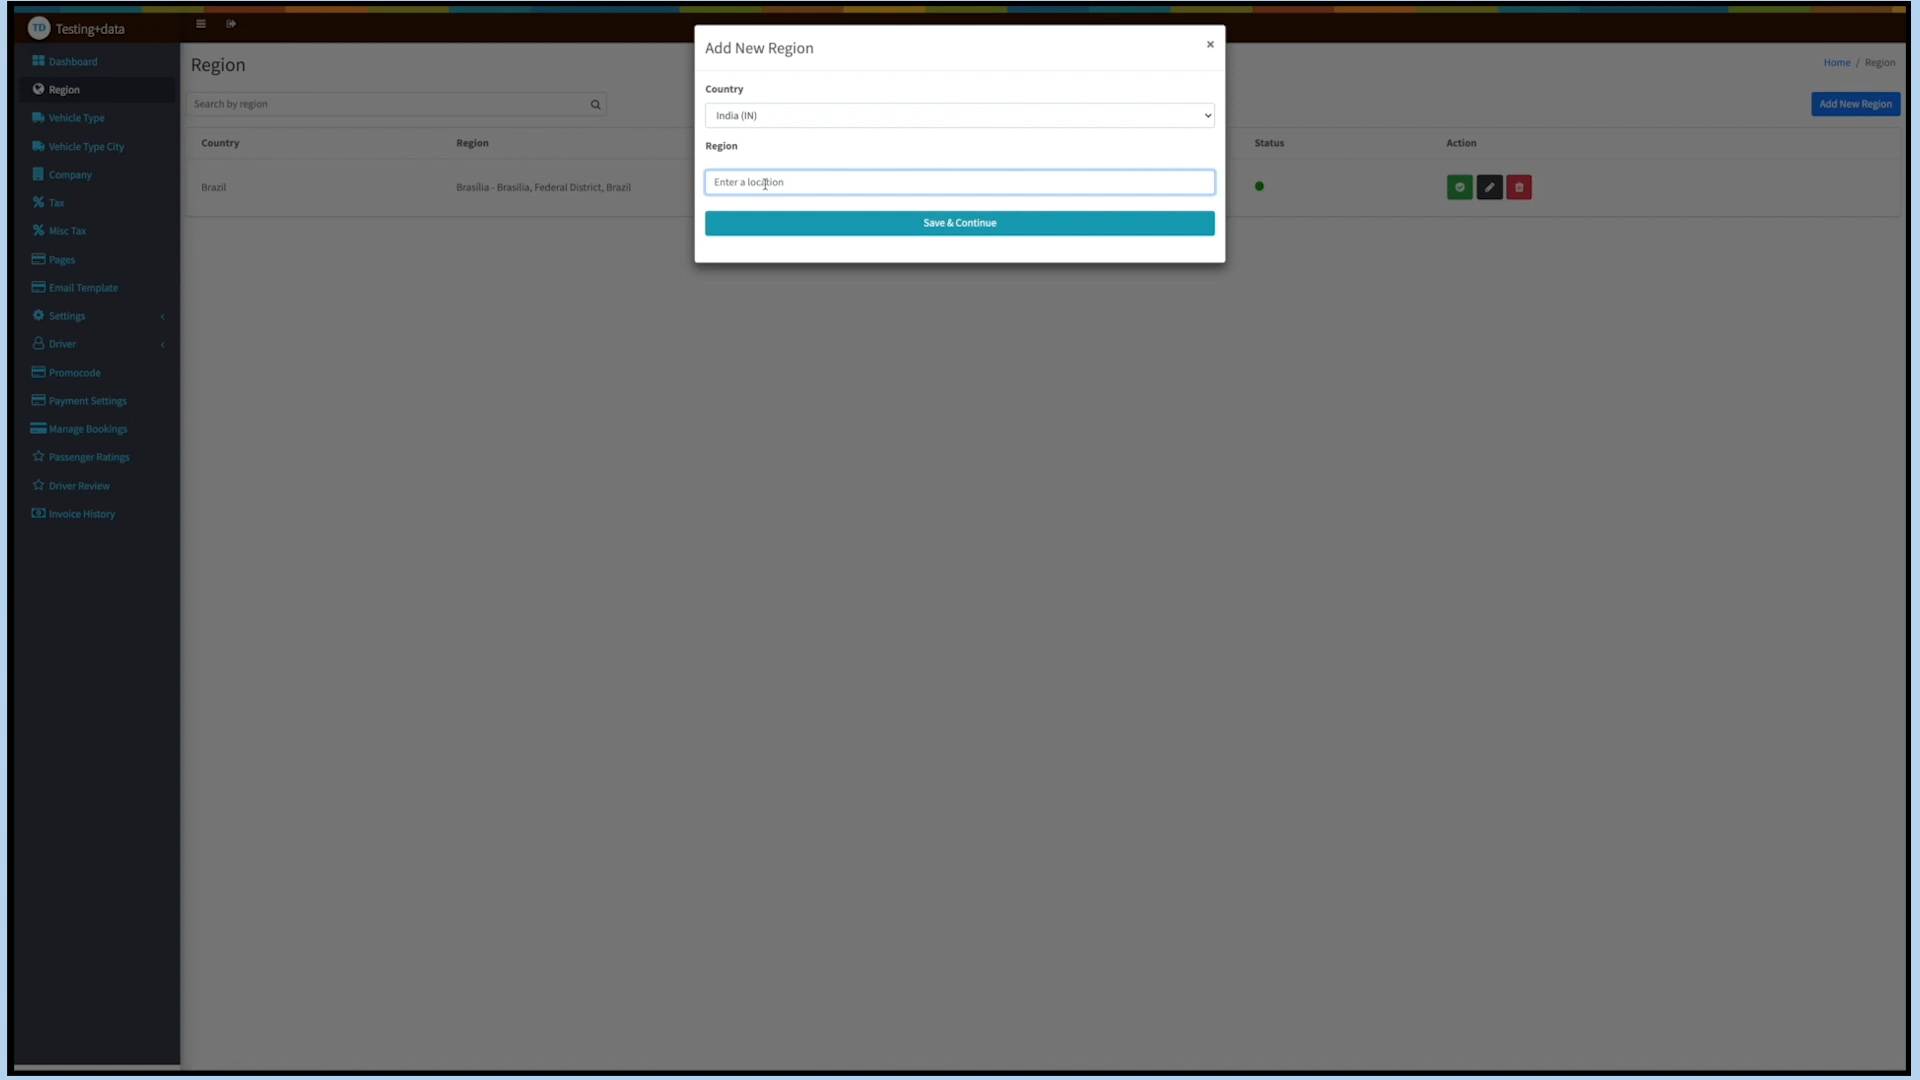 TD Testing+data
Dashboard
Region
Vehicle Type
Vehicle Type City
Company
Tax
Misc Tax
Pages
Email Template
Settings
Driver
Promocode
Payment Settings
Manage Bookings
Passenger Ratings
Driver Review
Invoice History
Region
Home / Region
Search by region
Add New Region
Country Region Status Action
Brazil Brasília - Brasilia, Federal District, Brazil
Add New Region ×
Country
India (IN)
Region
Enter a location
Save & Continue